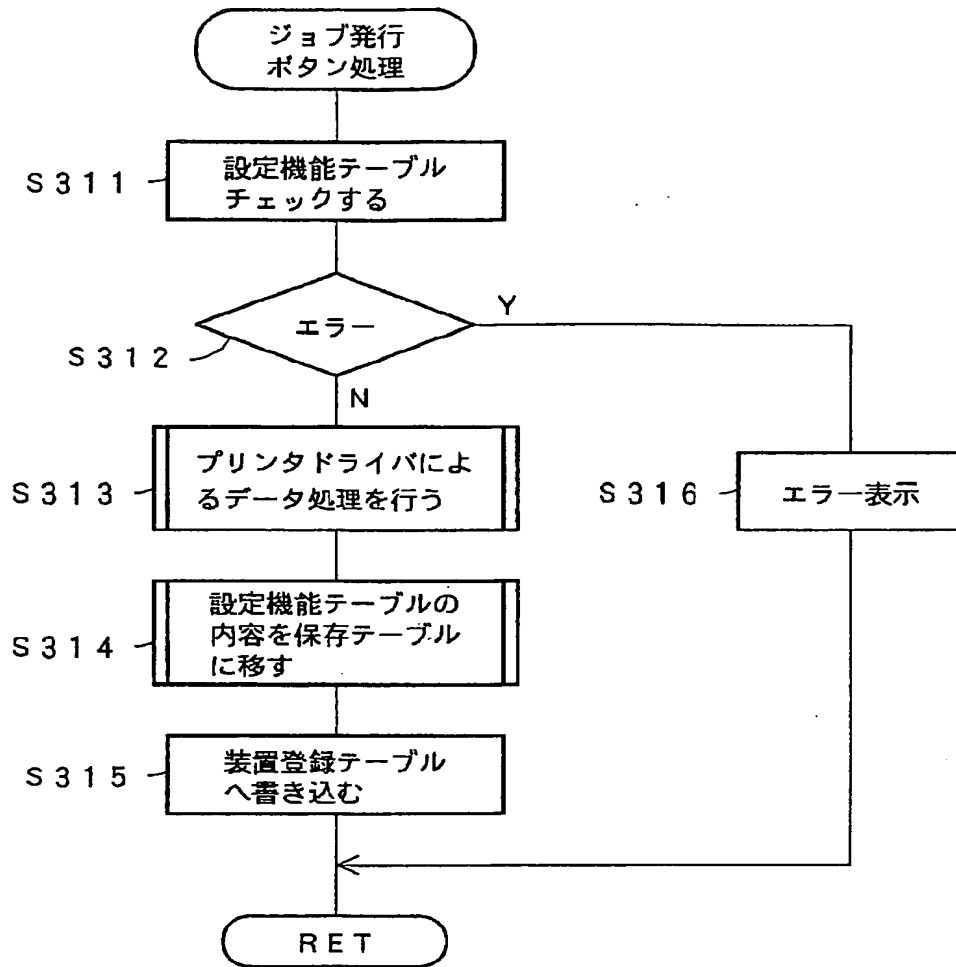 ジョブ発行
ボタン処理
S311
設定機能テーブル
チェックする
エラー
Y
S312
N
プリンタドライバによ
るデータ処理を行う
S313
S316
エラー表示
設定機能テーブルの
内容を保存テーブル
に移す
S314
装置登録テーブル
へ書き込む
S315
RET